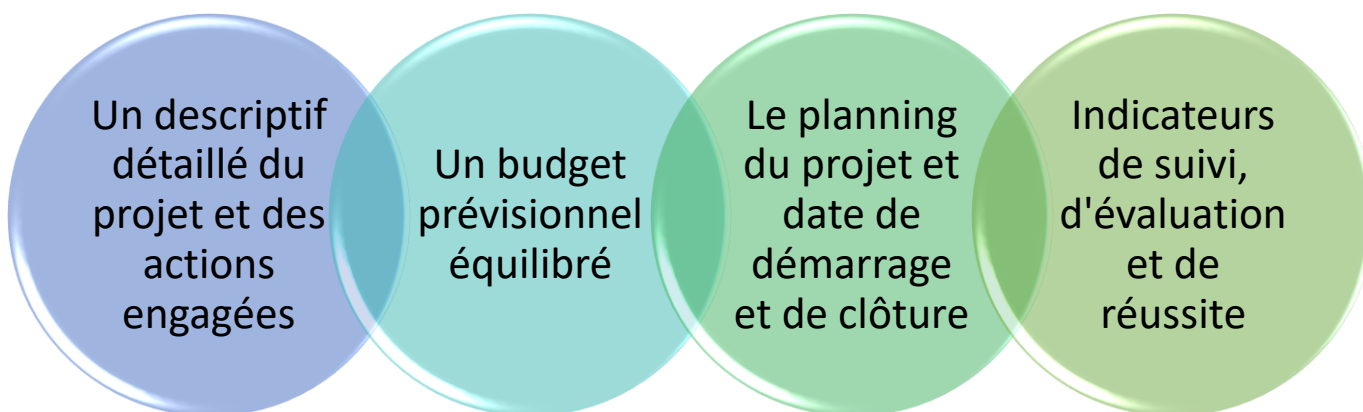 Un descriptif
détaillé du
projet et des
actions
engagées
Un budget
prévisionnel
équilibré
Le planning
du projet et
date de
démarrage
et de clôture
Indicateurs
de suivi,
d'évaluation
et de
réussite